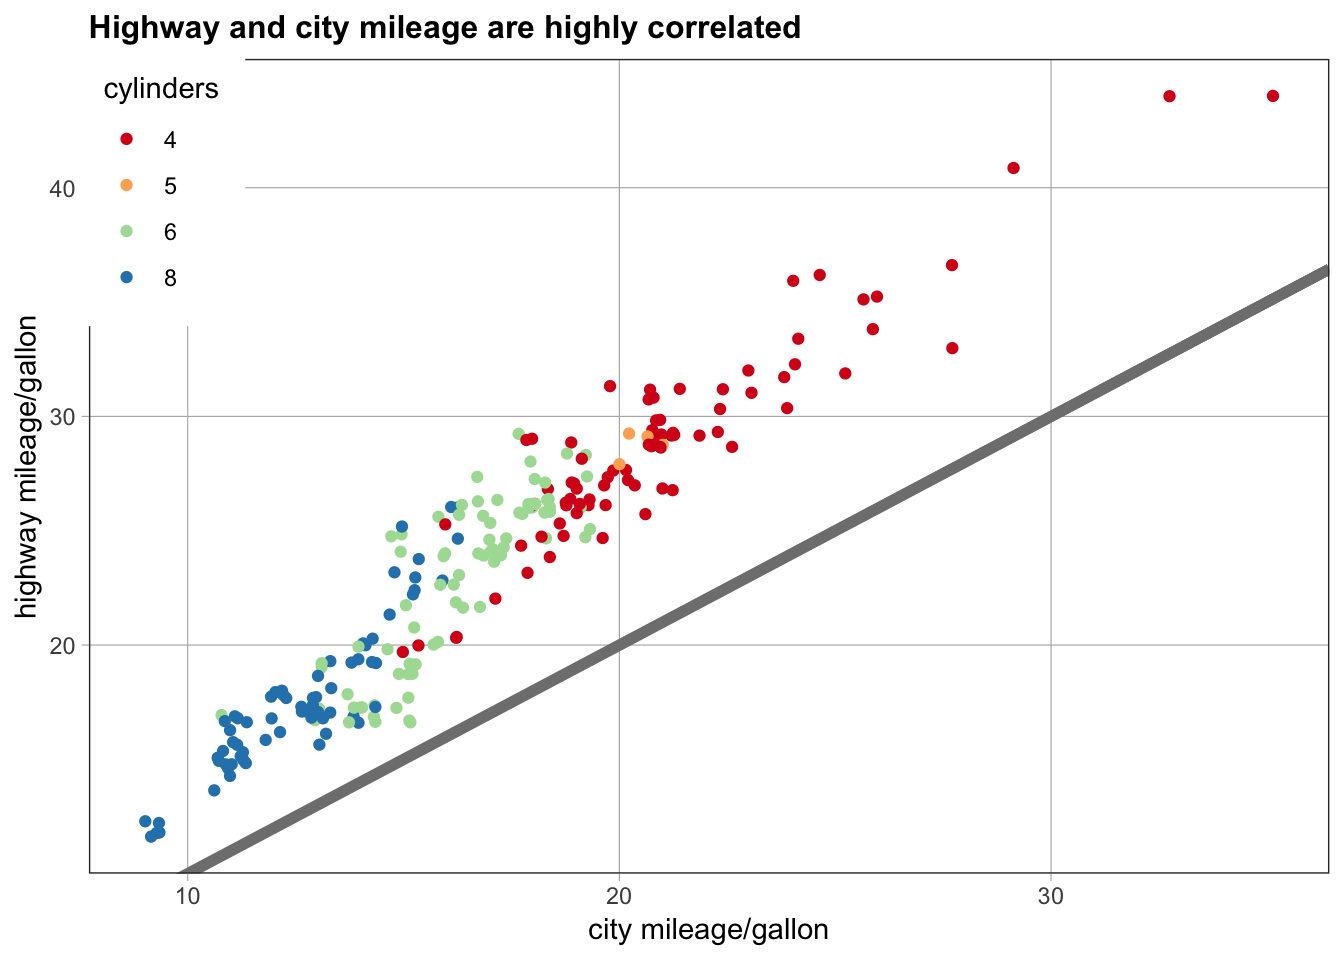 Highway and city mileage are highly correlated
cylinders
4
5
6
8
40
30
20
highway mileage/gallon
10
20
30
city mileage/gallon